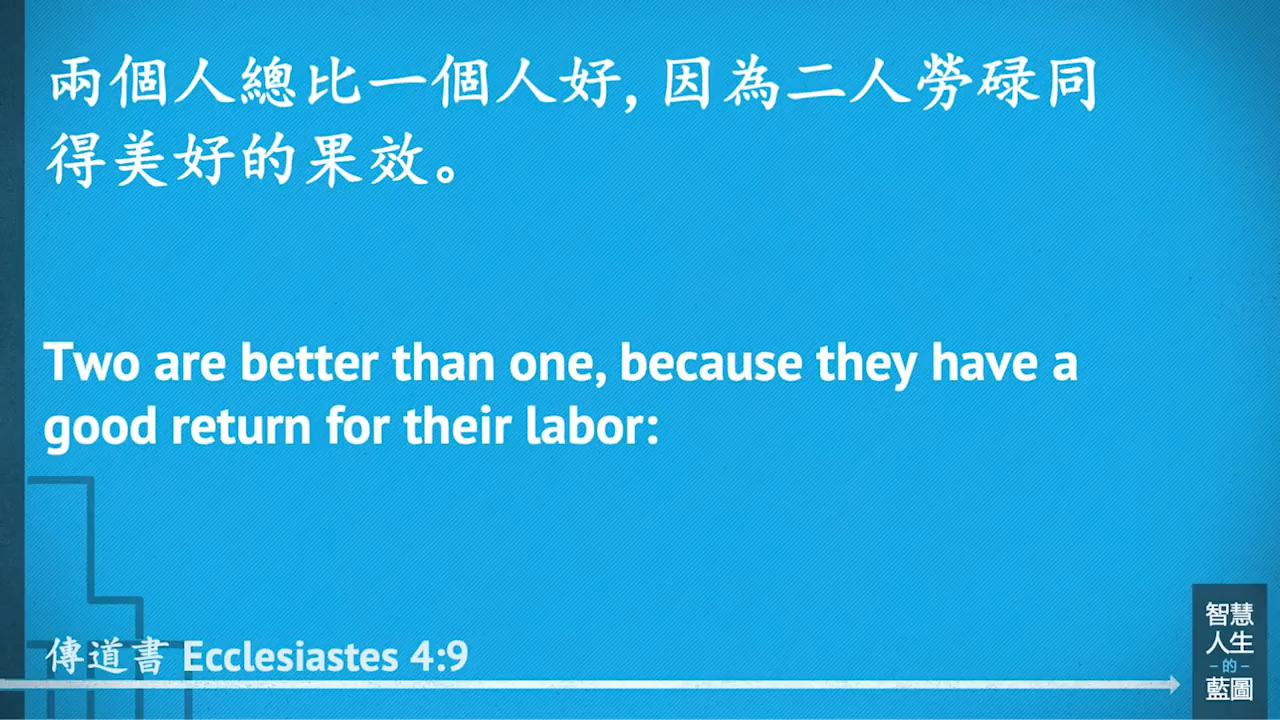 兩個人總比一個人好, 因為二人勞碌同
得美好的果效。
Two are better than one, because they have a
good return for their labor:
傳道書 Ecclesiastes 4:9
智慧
人生
–的–
藍圖